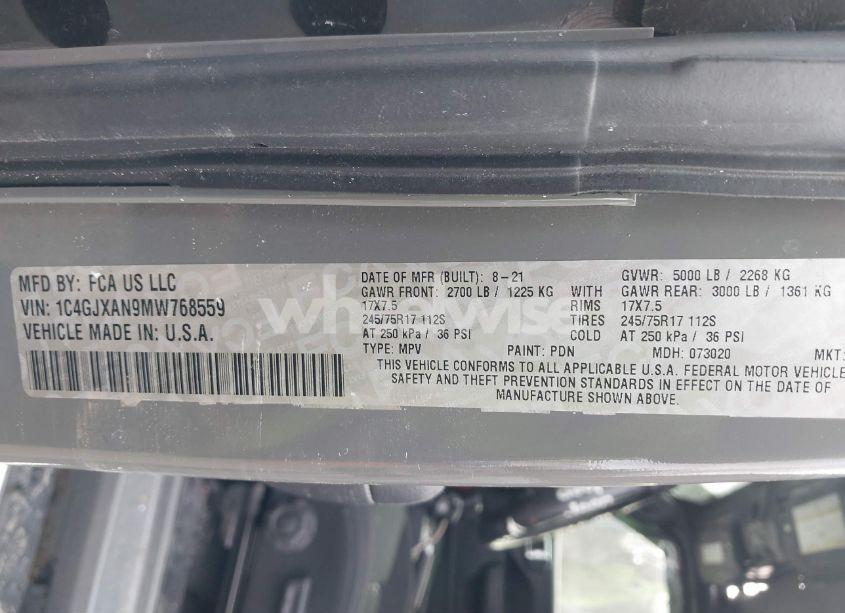 MFD BY: FCA US LLC
VIN: 1C4GJXAN9MW768559
VEHICLE MADE IN: U.S.A.
DATE OF MFR (BUILT): 8-21 GVWR: 5000 LB / 2268 KG
GAWR FRONT: 2700 LB / 1225 KG WITH GAWR REAR: 3000 LB / 1361 KG
17X7.5 RIMS 17X7.5
245/75R17 112S TIRES 245/75R17 112S
AT 250 kPa / 36 PSI COLD AT 250 kPa / 36 PSI
TYPE: MPV PAINT: PDN MDH: 073020 MKT:
THIS VEHICLE CONFORMS TO ALL APPLICABLE U.S.A. FEDERAL MOTOR VEHICLE
SAFETY AND THEFT PREVENTION STANDARDS IN EFFECT ON THE DATE OF
MANUFACTURE SHOWN ABOVE.